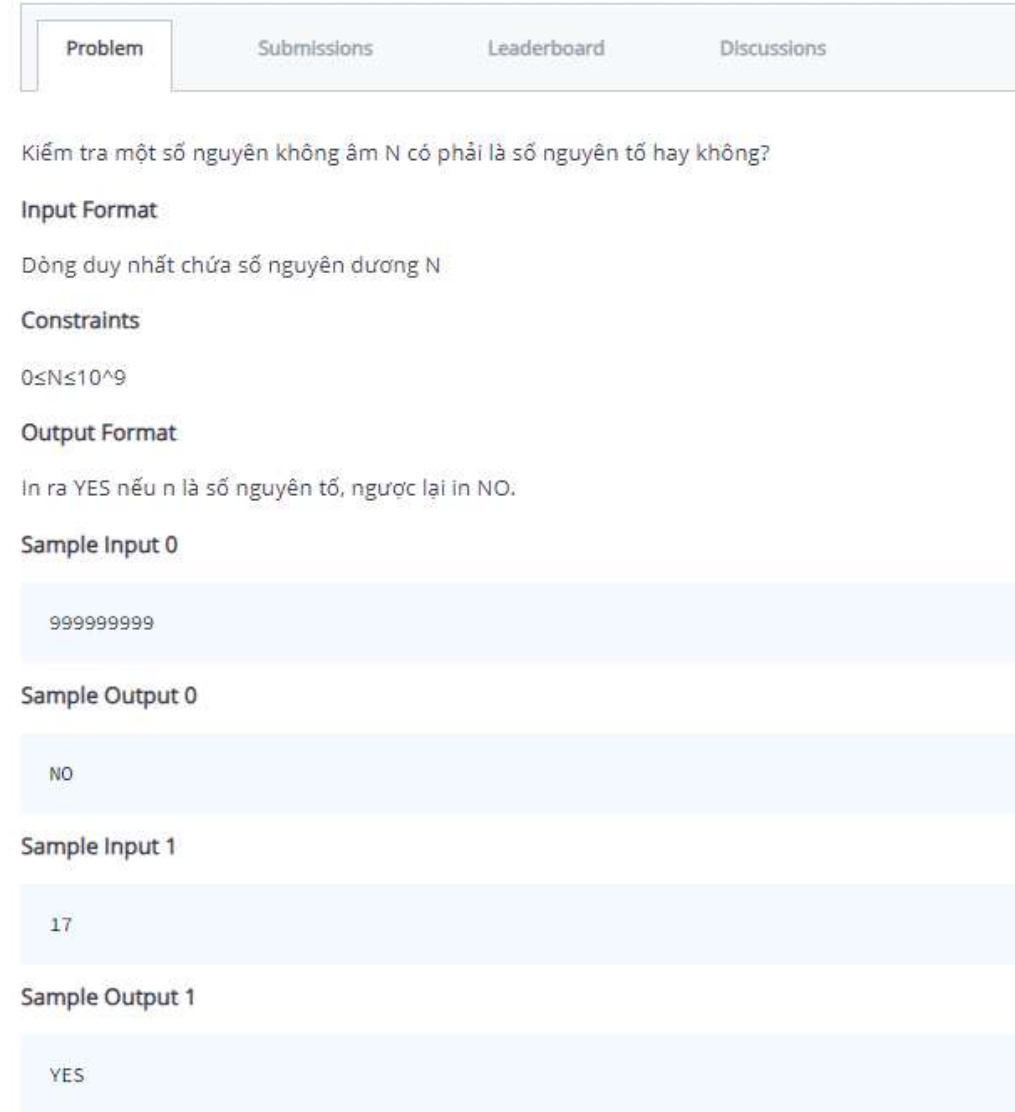 Problem Submissions Leaderboard Discussions
Kiểm tra một số nguyên không âm N có phải là số nguyên tố hay không?
Input Format
Dòng duy nhất chứa số nguyên dương N
Constraints
0≤N≤10^9
Output Format
In ra YES nếu n là số nguyên tố, ngược lại in NO.
Sample Input 0
999999999
Sample Output 0
NO
Sample Input 1
17
Sample Output 1
YES